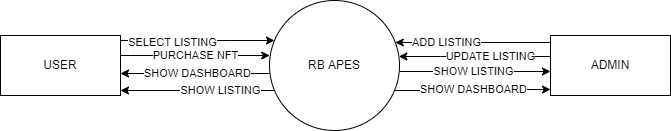 SELECT LISTING
PURCHASE NFT
USER
SHOW DASHBOARD
SHOW LISTING
RB APES
ADD LISTING
UPDATE LISTING
SHOW LISTING
SHOW DASHBOARD
ADMIN